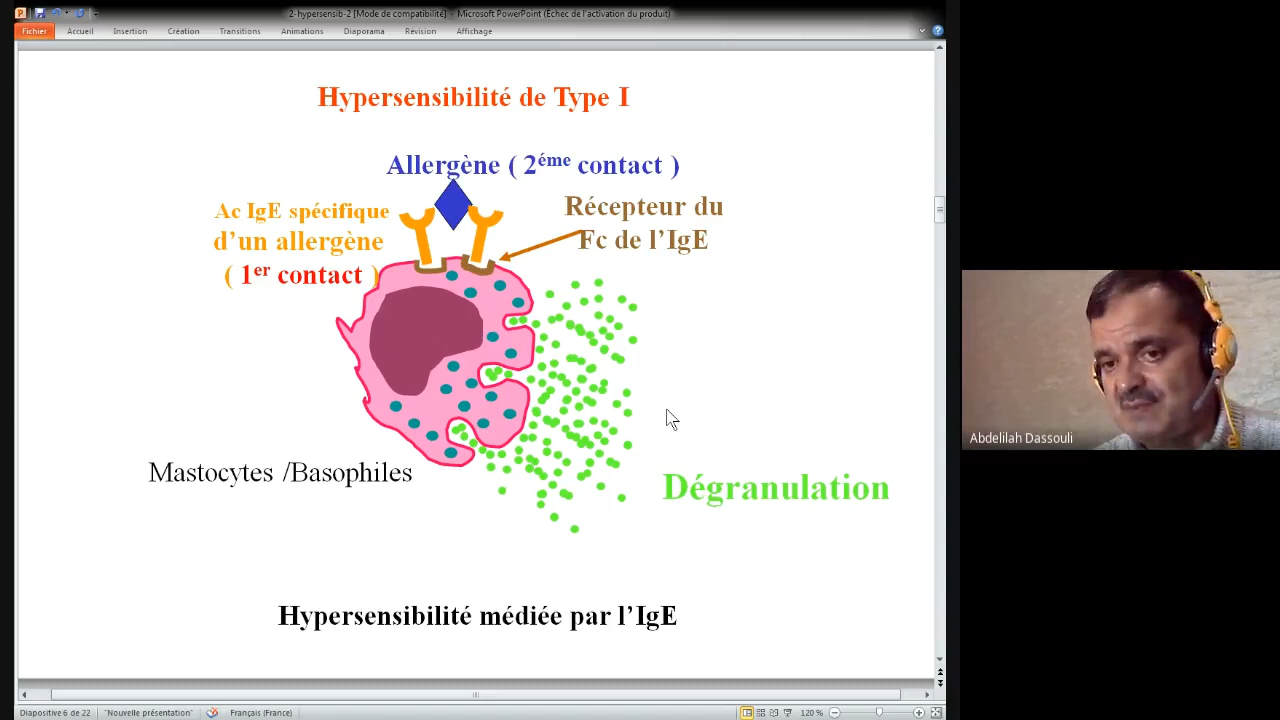 2-hypersensib-2 [Mode de compatibilité] - Microsoft PowerPoint (Échec de l'activation du produit)
Fichier Accueil Insertion Création Transitions Animations Diaporama Révision Affichage
Hypersensibilité de Type I
Allergène ( 2éme contact )
Ac IgE spécifique
d'un allergène
( 1er contact )
Récepteur du
Fc de l'IgE
Mastocytes /Basophiles
Dégranulation
Hypersensibilité médiée par l'IgE
Abdelilah Dassouli
Diapositive 6 de 22 "Nouvelle présentation" Français (France) 120 %